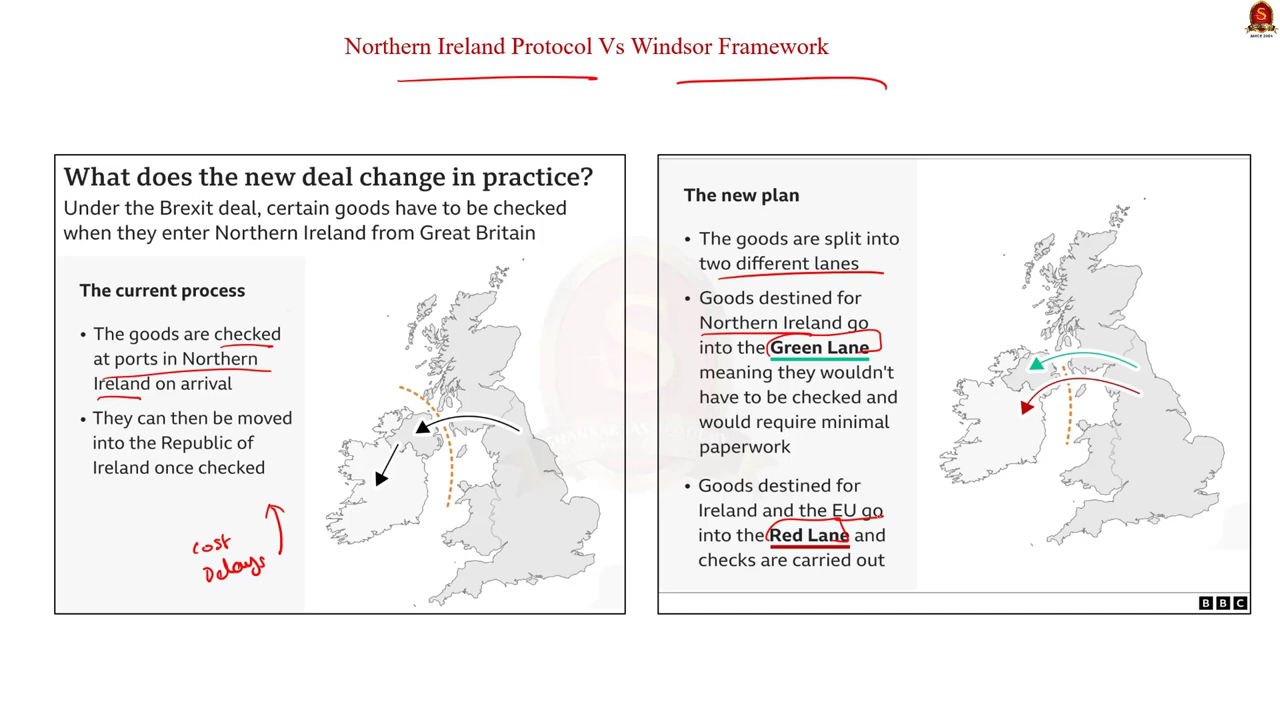 Northern Ireland Protocol Vs Windsor Framework
S
SINCE 2004
What does the new deal change in practice?
Under the Brexit deal, certain goods have to be checked
when they enter Northern Ireland from Great Britain
The current process
• The goods are checked
at ports in Northern
Ireland on arrival
• They can then be moved
into the Republic of
Ireland once checked
cost
Delays
The new plan
• The goods are split into
two different lanes
• Goods destined for
Northern Ireland go
into the Green Lane
meaning they wouldn't
have to be checked and
would require minimal
paperwork
• Goods destined for
Ireland and the EU go
into the Red Lane and
checks are carried out
BBC